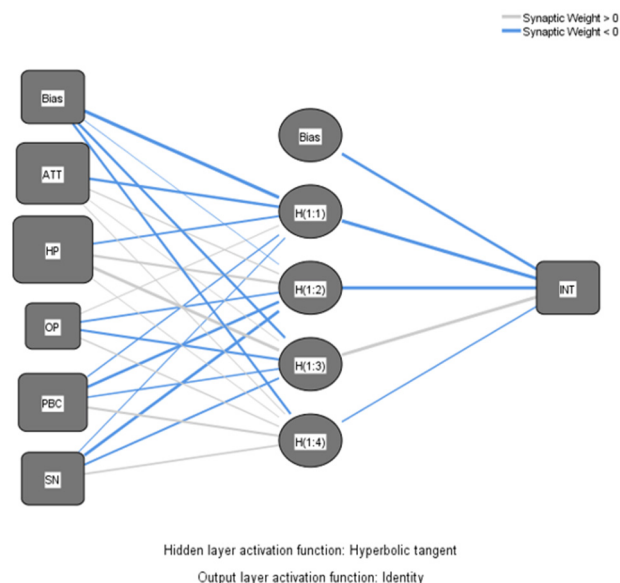 Synaptic Weight > 0
Synaptic Weight < 0
Bias
ATT
HP
OP
PBC
SN
Bias
H(1:1)
H(1:2)
H(1:3)
H(1:4)
INT
Hidden layer activation function: Hyperbolic tangent
Output layer activation function: Identity